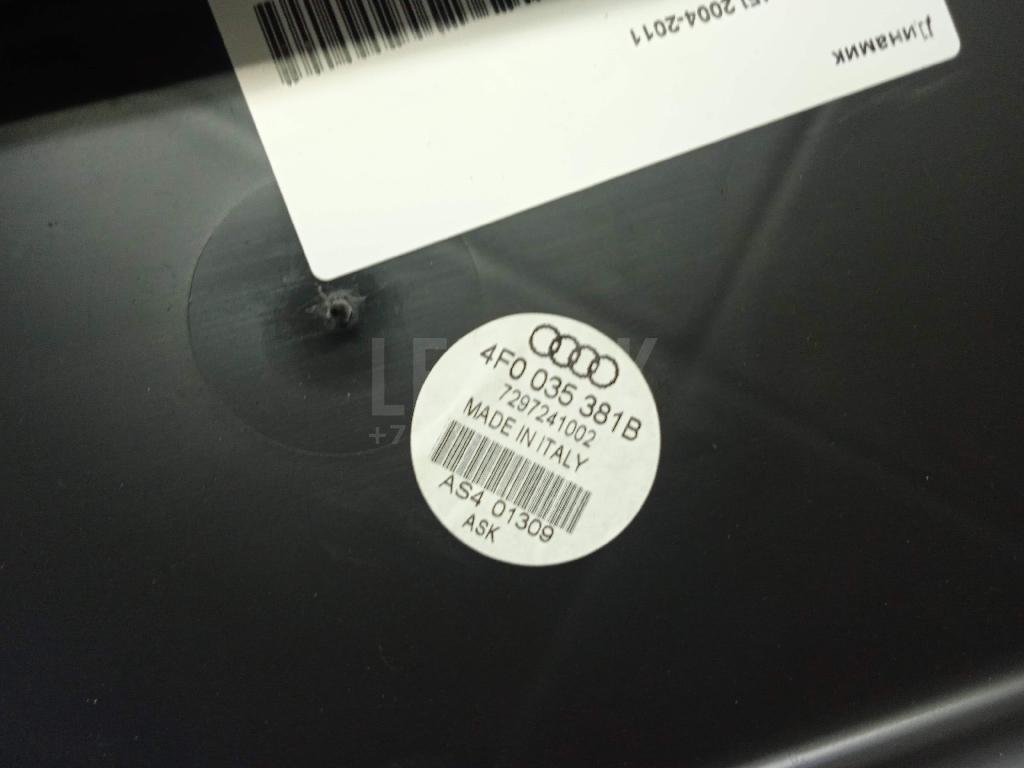 Динамик
2004-2011
4F0 035 381B
7297241002
MADE IN ITALY
AS4 01309
ASK